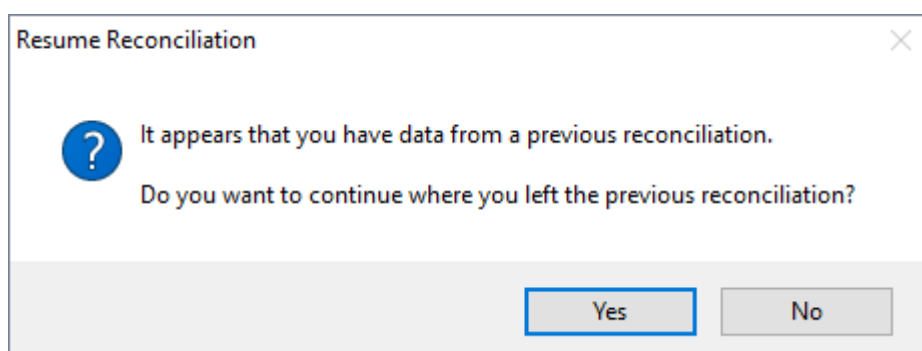 Resume Reconciliation
It appears that you have data from a previous reconciliation.
Do you want to continue where you left the previous reconciliation?
Yes No